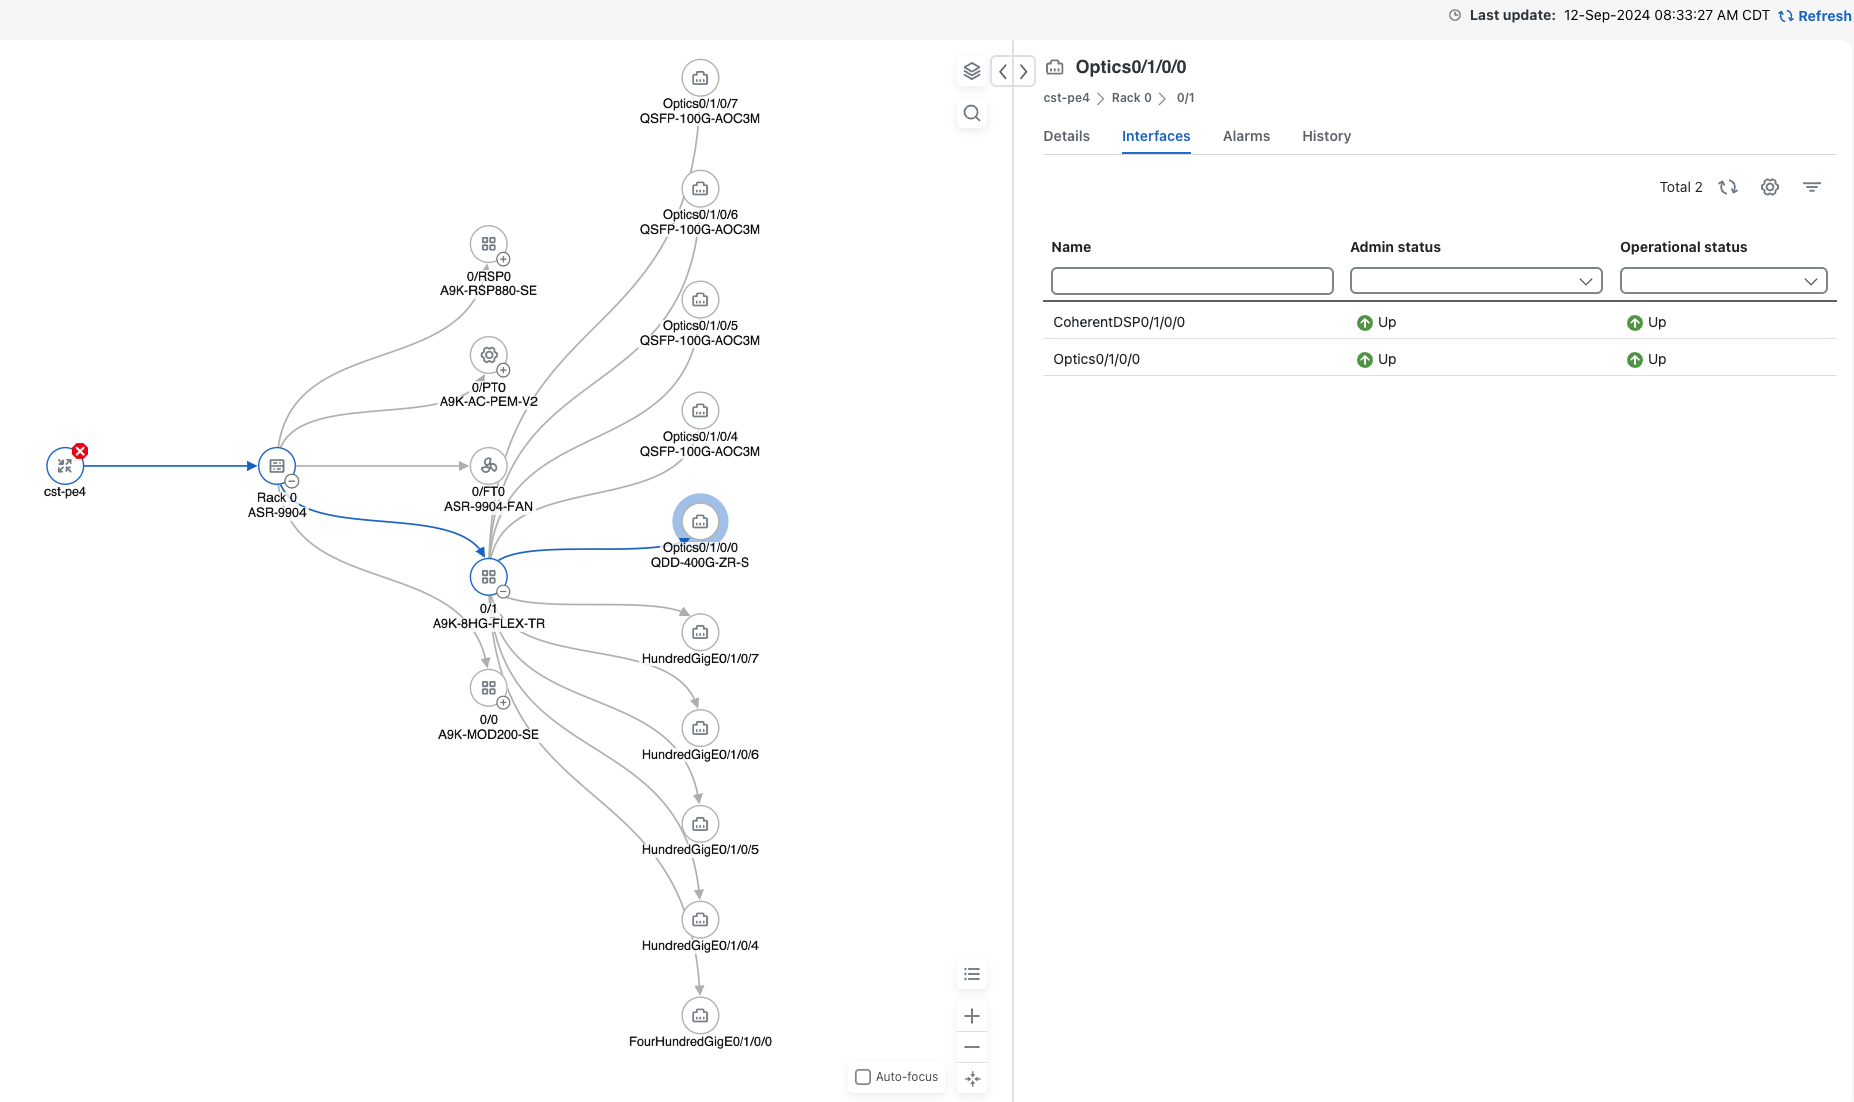 Last update: 12-Sep-2024 08:33:27 AM CDT Refresh
Optics0/1/0/7
QSFP-100G-AOC3M
Optics0/1/0/6
QSFP-100G-AOC3M
0/RSP0
A9K-RSP880-SE
Optics0/1/0/5
QSFP-100G-AOC3M
0/PT0
A9K-AC-PEM-V2
Optics0/1/0/4
QSFP-100G-AOC3M
cst-pe4
Rack 0
ASR-9904
0/FT0
ASR-9904-FAN
Optics0/1/0/0
QDD-400G-ZR-S
0/1
A9K-8HG-FLEX-TR
HundredGigE0/1/0/7
0/0
A9K-MOD200-SE
HundredGigE0/1/0/6
HundredGigE0/1/0/5
HundredGigE0/1/0/4
FourHundredGigE0/1/0/0
Auto-focus
Optics0/1/0/0
cst-pe4 Rack 0 0/1
Details Interfaces Alarms History
Total 2
Name Admin status Operational status
CoherentDSP0/1/0/0 Up Up
Optics0/1/0/0 Up Up